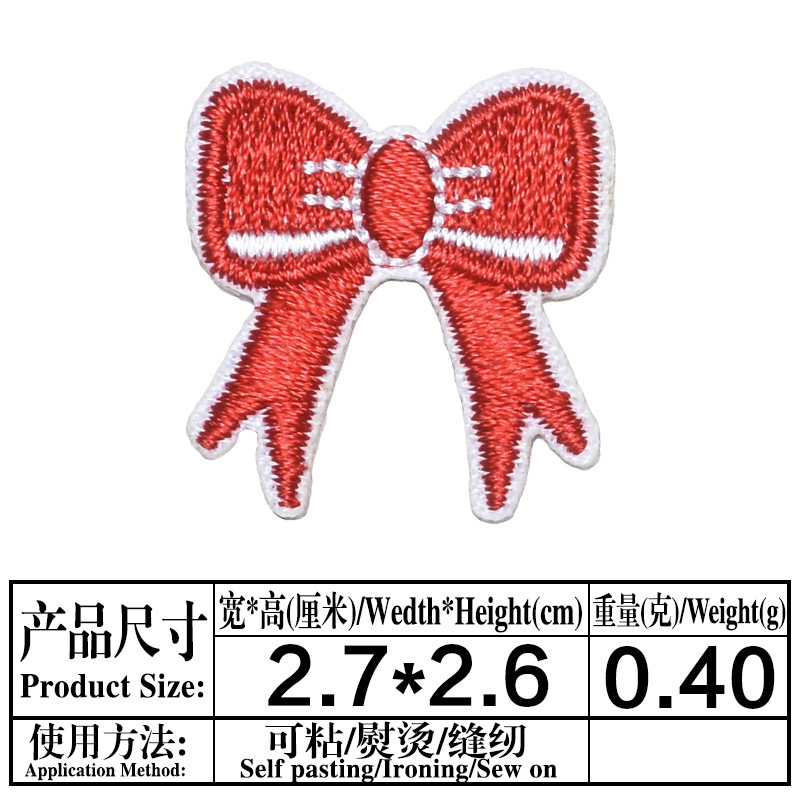 产品尺寸
Product Size:
宽*高(厘米)/Wedth*Height(cm)
重量(克)/Weight(g)
2.7*2.6
0.40
使用方法:
Application Method:
可粘/熨烫/缝纫
Self pasting/Ironing/Sew on